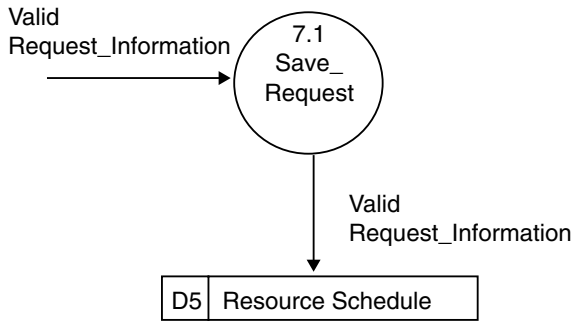 Valid
Request_Information
7.1
Save_
Request
Valid
Request_Information
D5 Resource Schedule